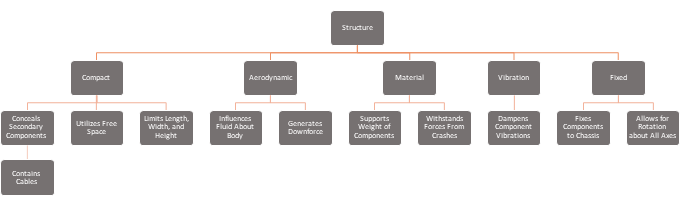 Structure
Compact
Aerodynamic
Material
Vibration
Fixed
Conceals
Secondary
Components
Utilizes Free
Space
Limits Length,
Width, and
Height
Influences
Fluid About
Body
Generates
Downforce
Supports
Weight of
Components
Withstands
Forces From
Crashes
Dampens
Component
Vibrations
Fixes
Components
to Chassis
Allows for
Rotation
about All Axes
Contains
Cables